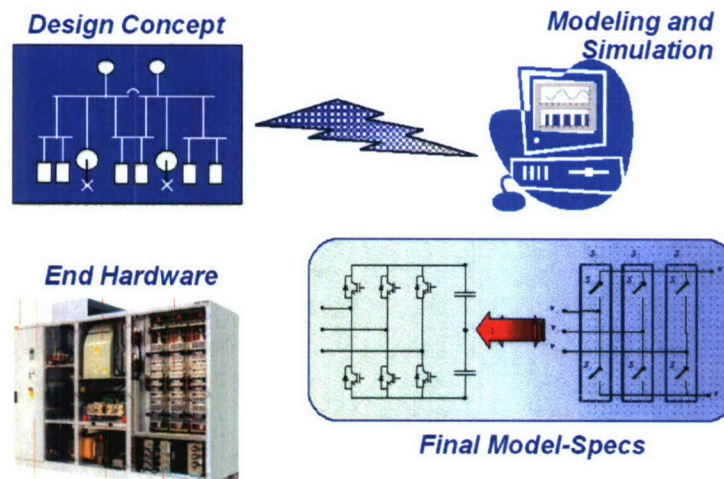 Design Concept
Modeling and
Simulation
End Hardware
S S S
v
v
v
v
S S S
v
Final Model-Specs